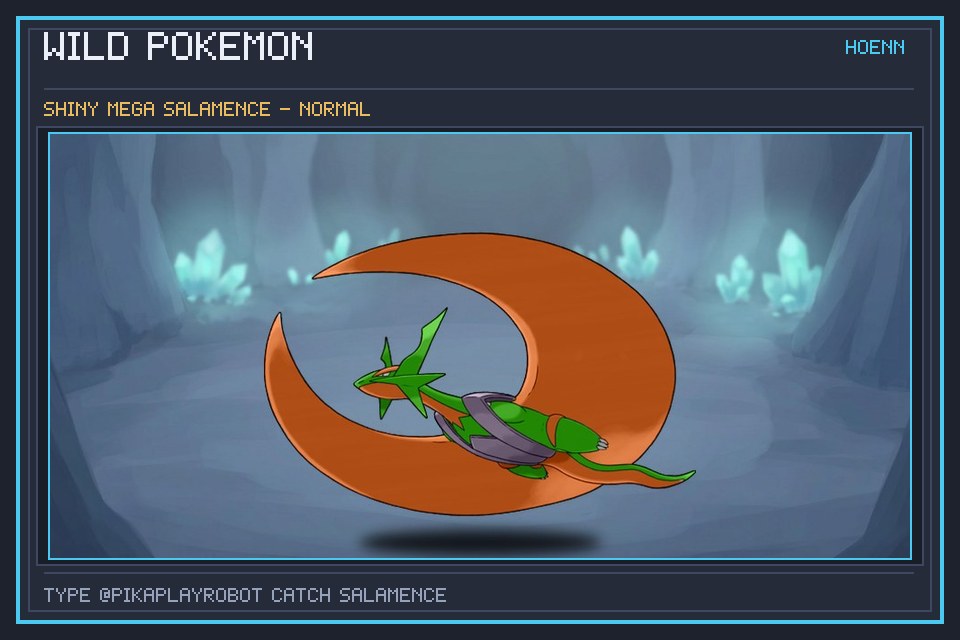 WILD POKEMON
HOENN
SHINY MEGA SALAMENCE - NORMAL
TYPE @PIKAPLAYROBOT CATCH SALAMENCE